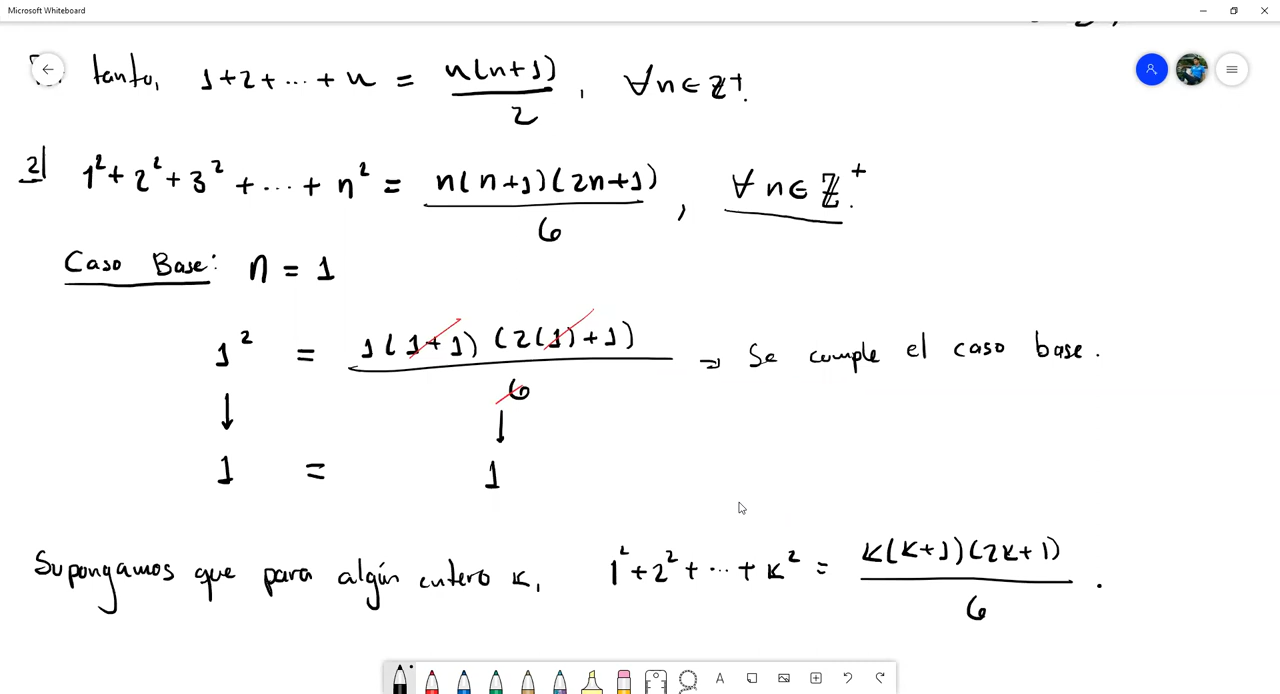 Microsoft Whiteboard
tanto, 1+2+...+n = n(n+1)/2, ∀n∈ℤ+.
2) 1²+2²+3²+...+n² = n(n+1)(2n+1)/6, ∀n∈ℤ+.
Caso Base: n = 1
1² = 1(1+1)(2(1)+1)/6 → Se cumple el caso base.
↓ ↓
1 = 1
Supongamos que para algún entero k, 1²+2²+...+k² = k(k+1)(2k+1)/6.
A